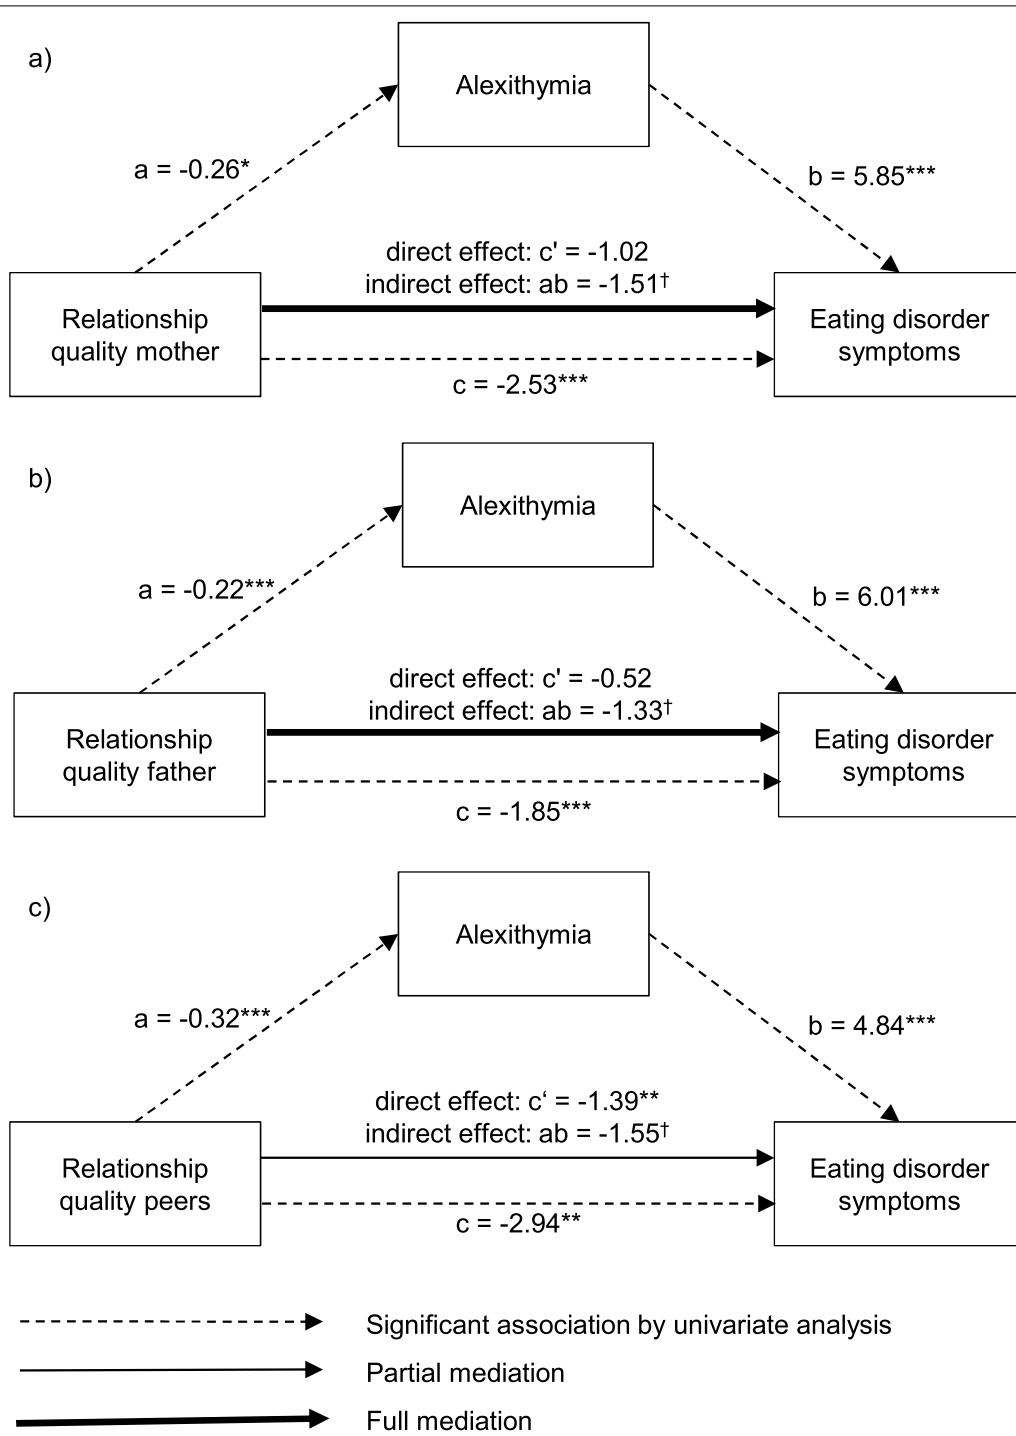 a)
Alexithymia
a = -0.26*
b = 5.85***
direct effect: c' = -1.02
indirect effect: ab = -1.51†
Relationship
quality mother
Eating disorder
symptoms
c = -2.53***
b)
Alexithymia
a = -0.22***
b = 6.01***
direct effect: c' = -0.52
indirect effect: ab = -1.33†
Relationship
quality father
Eating disorder
symptoms
c = -1.85***
c)
Alexithymia
a = -0.32***
b = 4.84***
direct effect: c‘ = -1.39**
indirect effect: ab = -1.55†
Relationship
quality peers
Eating disorder
symptoms
c = -2.94**
Significant association by univariate analysis
Partial mediation
Full mediation